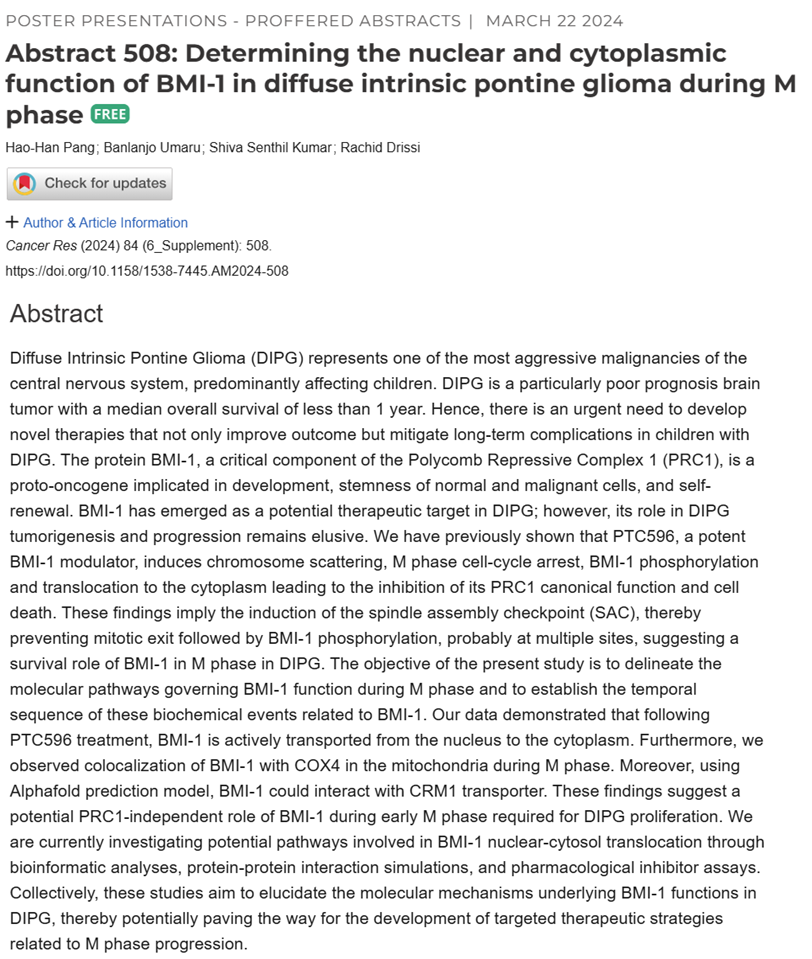 POSTER PRESENTATIONS - PROFFERED ABSTRACTS | MARCH 22 2024
Abstract 508: Determining the nuclear and cytoplasmic
function of BMI-1 in diffuse intrinsic pontine glioma during M
phase FREE
Hao-Han Pang; Banlanjo Umaru; Shiva Senthil Kumar; Rachid Drissi
Check for updates
+ Author & Article Information
Cancer Res (2024) 84 (6_Supplement): 508.
https://doi.org/10.1158/1538-7445.AM2024-508
Abstract
Diffuse Intrinsic Pontine Glioma (DIPG) represents one of the most aggressive malignancies of the
central nervous system, predominantly affecting children. DIPG is a particularly poor prognosis brain
tumor with a median overall survival of less than 1 year. Hence, there is an urgent need to develop
novel therapies that not only improve outcome but mitigate long-term complications in children with
DIPG. The protein BMI-1, a critical component of the Polycomb Repressive Complex 1 (PRC1), is a
proto-oncogene implicated in development, stemness of normal and malignant cells, and self-
renewal. BMI-1 has emerged as a potential therapeutic target in DIPG; however, its role in DIPG
tumorigenesis and progression remains elusive. We have previously shown that PTC596, a potent
BMI-1 modulator, induces chromosome scattering, M phase cell-cycle arrest, BMI-1 phosphorylation
and translocation to the cytoplasm leading to the inhibition of its PRC1 canonical function and cell
death. These findings imply the induction of the spindle assembly checkpoint (SAC), thereby
preventing mitotic exit followed by BMI-1 phosphorylation, probably at multiple sites, suggesting a
survival role of BMI-1 in M phase in DIPG. The objective of the present study is to delineate the
molecular pathways governing BMI-1 function during M phase and to establish the temporal
sequence of these biochemical events related to BMI-1. Our data demonstrated that following
PTC596 treatment, BMI-1 is actively transported from the nucleus to the cytoplasm. Furthermore, we
observed colocalization of BMI-1 with COX4 in the mitochondria during M phase. Moreover, using
Alphafold prediction model, BMI-1 could interact with CRM1 transporter. These findings suggest a
potential PRC1-independent role of BMI-1 during early M phase required for DIPG proliferation. We
are currently investigating potential pathways involved in BMI-1 nuclear-cytosol translocation through
bioinformatic analyses, protein-protein interaction simulations, and pharmacological inhibitor assays.
Collectively, these studies aim to elucidate the molecular mechanisms underlying BMI-1 functions in
DIPG, thereby potentially paving the way for the development of targeted therapeutic strategies
related to M phase progression.